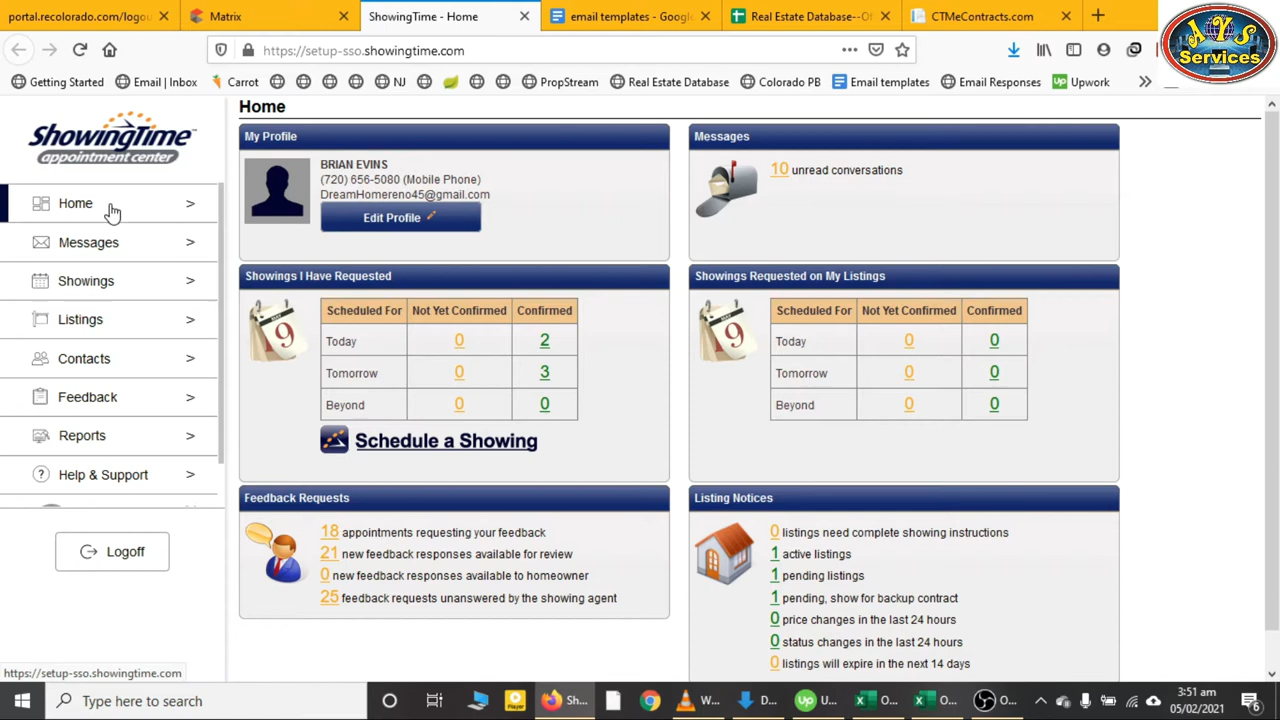 portal.recolorado.com/logou
Matrix
ShowingTime - Home
email templates - Google
Real Estate Database--Of
CTMeContracts.com
https://setup-sso.showingtime.com
Getting Started
Email | Inbox
Carrot
NJ
PropStream
Real Estate Database
Colorado PB
Email templates
Email Responses
Upwork
AYS
Services
ShowingTime
appointment center
Home >
Messages >
Showings >
Listings >
Contacts >
Feedback >
Reports >
Help & Support >
Logoff
https://setup-sso.showingtime.com
Home
My Profile
BRIAN EVINS
(720) 656-5080 (Mobile Phone)
DreamHomereno45@gmail.com
Edit Profile
Messages
10 unread conversations
Showings I Have Requested
Scheduled For Not Yet Confirmed Confirmed
Today 0 2
Tomorrow 0 3
Beyond 0 0
Schedule a Showing
Showings Requested on My Listings
Scheduled For Not Yet Confirmed Confirmed
Today 0 0
Tomorrow 0 0
Beyond 0 0
Feedback Requests
18 appointments requesting your feedback
21 new feedback responses available for review
0 new feedback responses available to homeowner
25 feedback requests unanswered by the showing agent
Listing Notices
0 listings need complete showing instructions
1 active listings
1 pending listings
1 pending, show for backup contract
0 price changes in the last 24 hours
0 status changes in the last 24 hours
0 listings will expire in the next 14 days
Type here to search
Sh...
W...
D...
U...
O...
O...
O...
3:51 am
05/02/2021
6